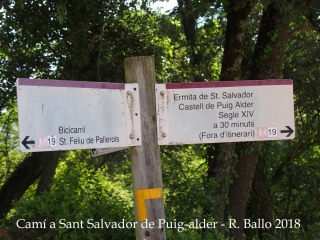 Bicicamí
19 St. Feliu de Pallerols
Ermita de St. Salvador
Castell de Puig Alder
Segle XIV
a 30 minuts
(Fora d'itinerari) 19
Camí a Sant Salvador de Puig-alder - R. Ballo 2018